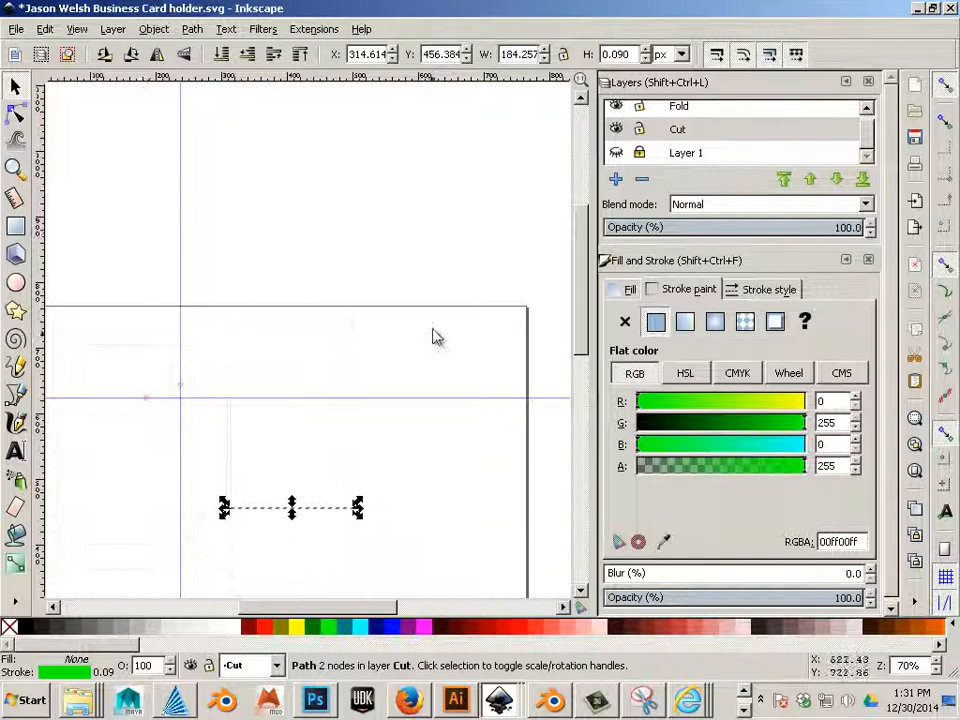 *Jason Welsh Business Card holder.svg - Inkscape
File Edit View Layer Object Path Text Filters Extensions Help
X: 314.614 Y: 456.384 W: 184.257 H: 0.090 px
Layers (Shift+Ctrl+L)
Fold
Cut
Layer 1
Blend mode: Normal
Opacity (%) 100.0
Fill and Stroke (Shift+Ctrl+F)
Fill Stroke paint Stroke style
Flat color
RGB HSL CMYK Wheel CMS
R: 0
G: 255
B: 0
A: 255
RGBA: 00ff00ff
Blur (%) 0.0
Opacity (%) 100.0
Fill: None O: 100 ·Cut Path 2 nodes in layer Cut. Click selection to toggle scale/rotation handles. Z: 70%
Stroke: 0.09
Start Ps UDK Ai 1:31 PM
12/30/2014